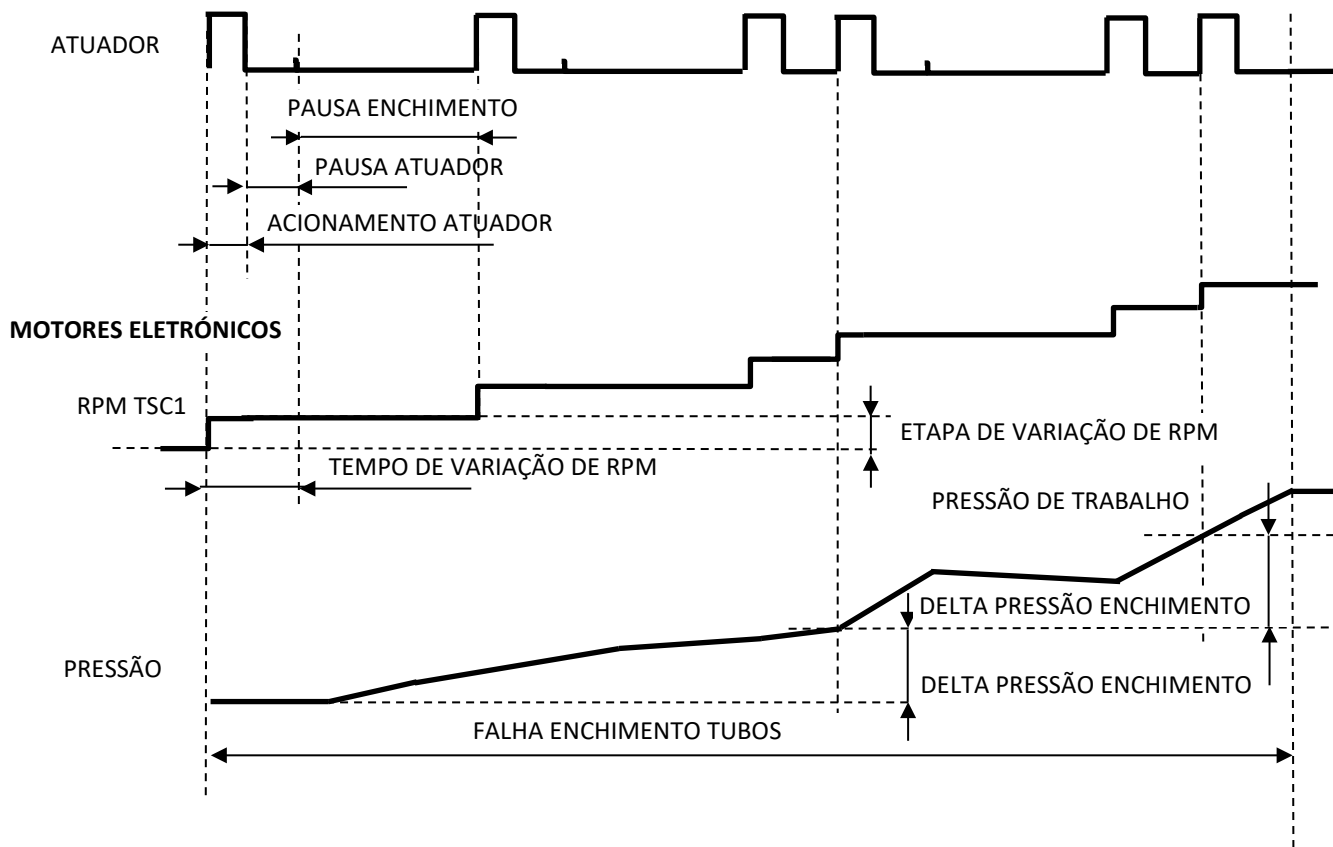 ATUADOR
PAUSA ENCHIMENTO
PAUSA ATUADOR
ACIONAMENTO ATUADOR
MOTORES ELETRÓNICOS
RPM TSC1
ETAPA DE VARIAÇÃO DE RPM
TEMPO DE VARIAÇÃO DE RPM
PRESSÃO DE TRABALHO
DELTA PRESSÃO ENCHIMENTO
PRESSÃO
DELTA PRESSÃO ENCHIMENTO
FALHA ENCHIMENTO TUBOS